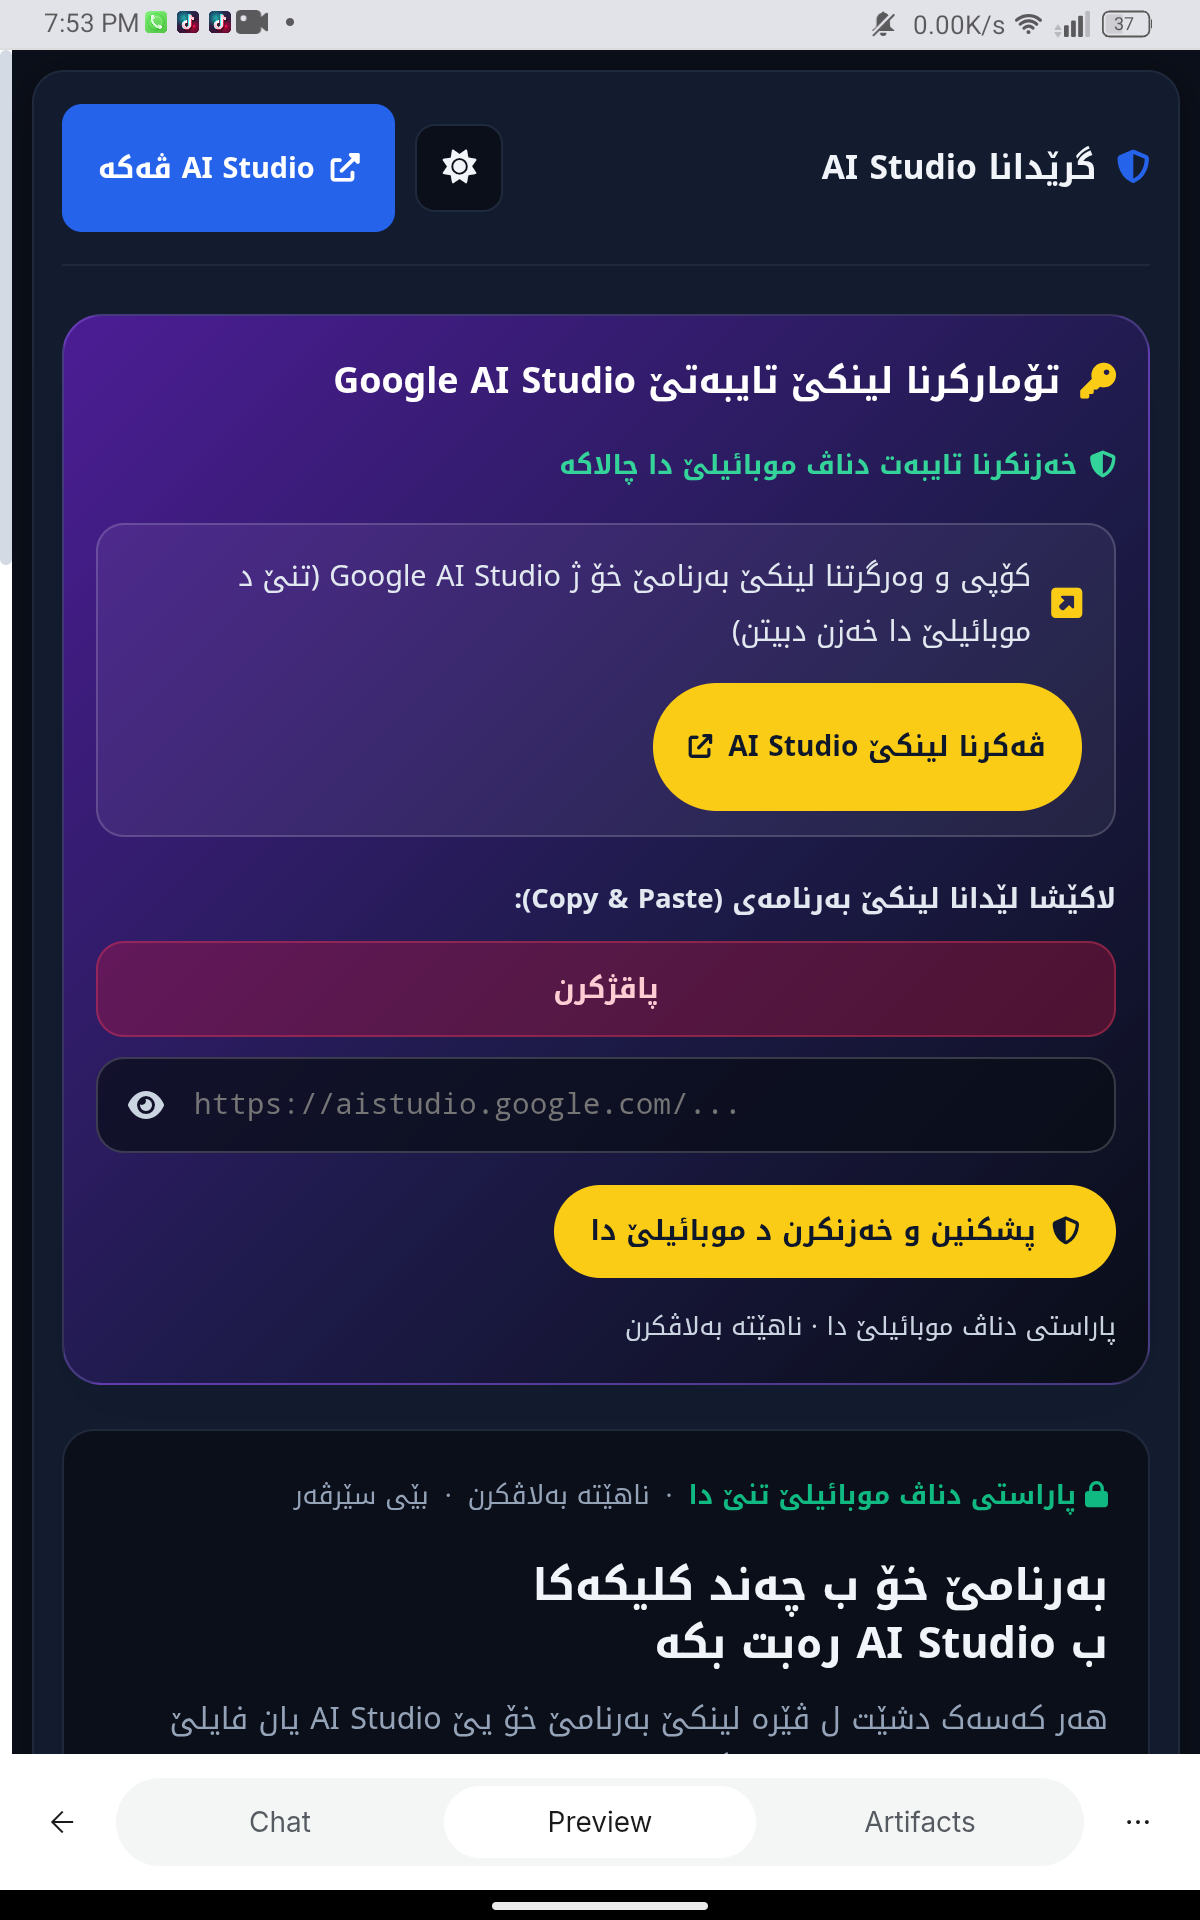 7:53 PM
0.00K/s
37
گرێدانا AI Studio
AI Studio ڤەکە
تۆمارکرنا لینکێ تایبەتێ Google AI Studio
خەزنکرنا تایبەت دناڤ موبائیلێ دا چالاکە
کۆپی و وەرگرتنا لینکێ بەرنامێ خۆ ژ Google AI Studio (تنێ د
موبائیلێ دا خەزن دبیتن)
ڤەکرنا لینکێ AI Studio
لاکێشا لێدانا لینکێ بەرنامەی (Copy & Paste):
پاقژکرن
https://aistudio.google.com/...
پشکنین و خەزنکرن د موبائیلێ دا
پاراستی دناڤ موبائیلێ دا · ناهێتە بەلاڤکرن
پاراستی دناڤ موبائیلێ تنێ دا · ناهێتە بەلاڤکرن · بێی سێرڤەر
بەرنامێ خۆ ب چەند کلیکەکا
ب AI Studio رەبت بکە
هەر کەسەک دشێت ل ڤێرە لینکێ بەرنامێ خۆ یێ AI Studio یان فایلێ
Chat
Preview
Artifacts